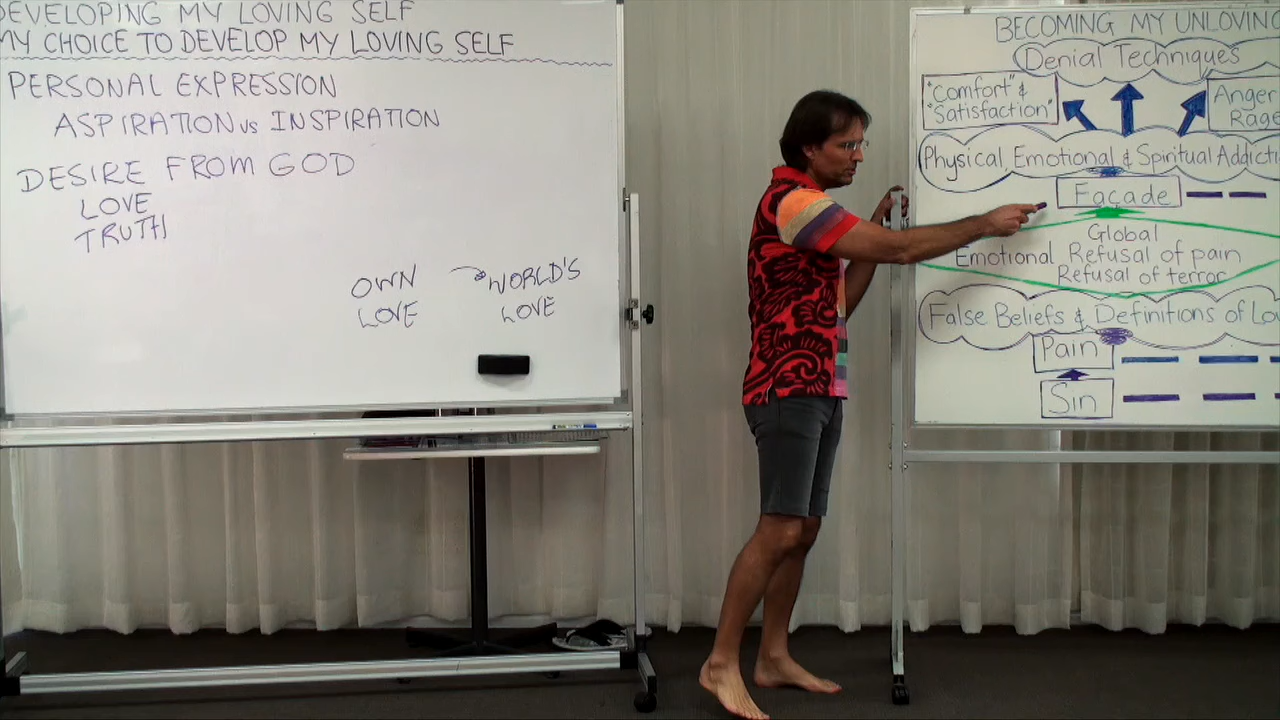 DEVELOPING MY LOVING SELF
MY CHOICE TO DEVELOP MY LOVING SELF
PERSONAL EXPRESSION
ASPIRATION vs INSPIRATION
DESIRE FROM GOD
LOVE
TRUTH
OWN WORLD'S
LOVE LOVE
BECOMING MY UNLOVING
Denial Techniques
"Comfort" &
"Satisfaction"
Anger
Rage
Physical, Emotional & Spiritual Addicti
Façade
Global
Emotional Refusal of pain
Refusal of terror
False Beliefs & Definitions of Lo
Pain
Sin